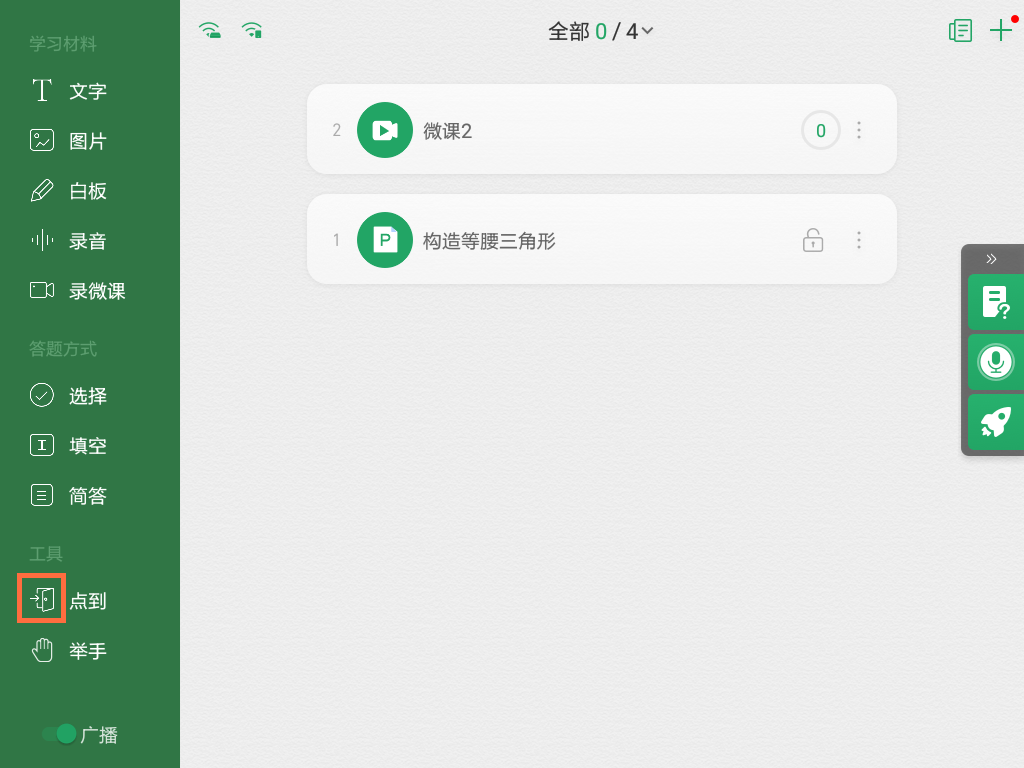 学习材料
文字
图片
白板
录音
录微课
答题方式
选择
填空
简答
工具
点到
举手
广播
全部 0 / 4
2 微课2 0
1 P 构造等腰三角形